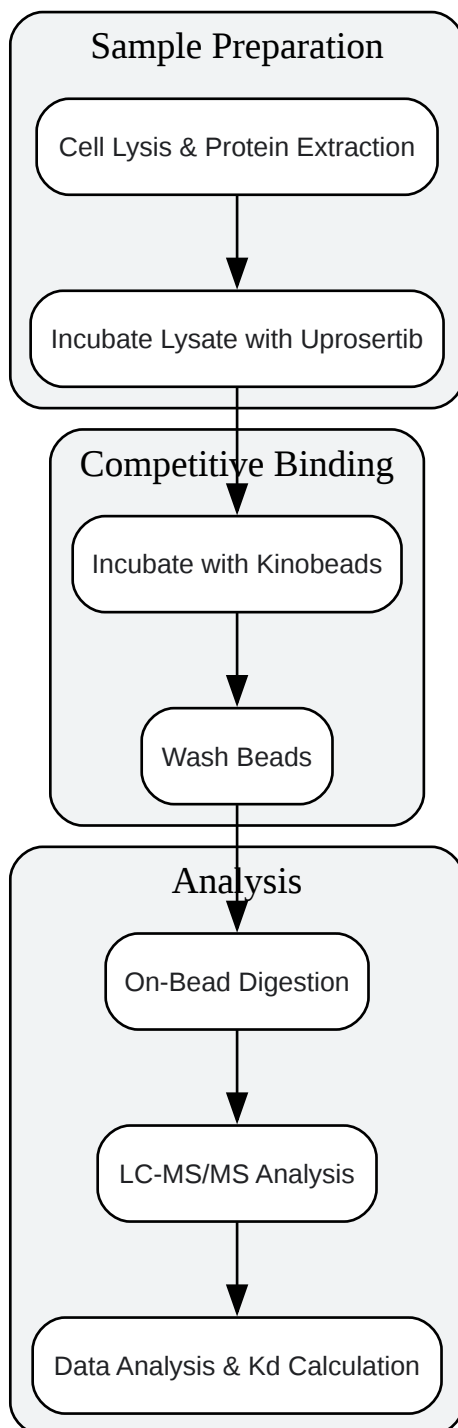 Sample Preparation
Cell Lysis & Protein Extraction
Incubate Lysate with Uprosertib
Competitive Binding
Incubate with Kinobeads
Wash Beads
Analysis
On-Bead Digestion
LC-MS/MS Analysis
Data Analysis & Kd Calculation